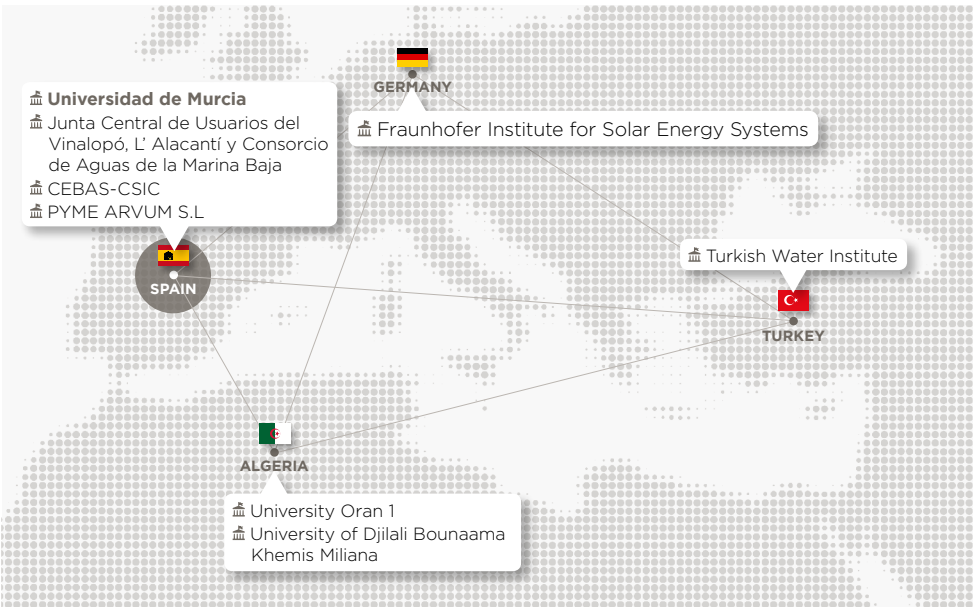 GERMANY
Fraunhofer Institute for Solar Energy Systems
Universidad de Murcia
Junta Central de Usuarios del
Vinalopó, L' Alacantí y Consorcio
de Aguas de la Marina Baja
CEBAS-CSIC
PYME ARVUM S.L
SPAIN
Turkish Water Institute
TURKEY
ALGERIA
University Oran 1
University of Djilali Bounaama
Khemis Miliana